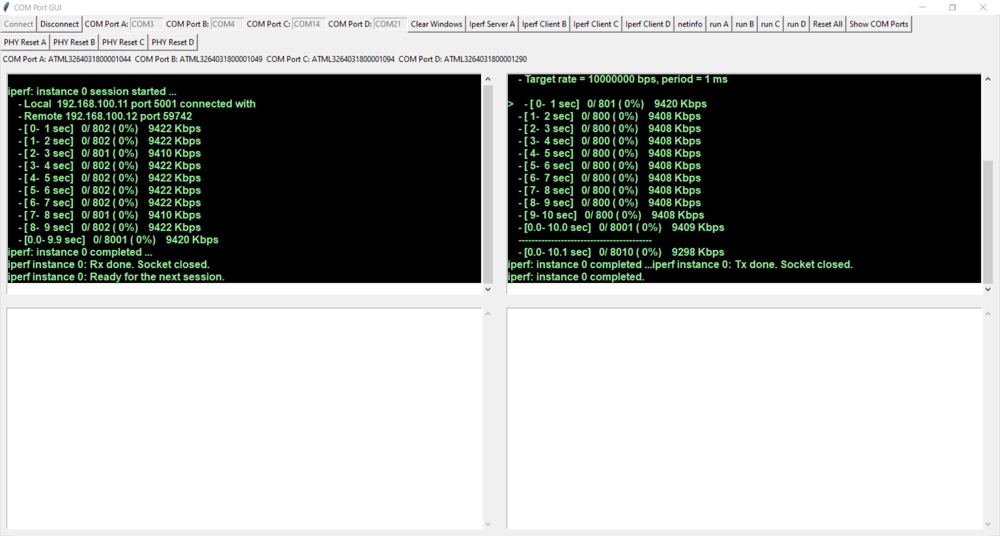 COM Port GUI
Connect Disconnect COM Port A: COM3 COM Port B: COM4 COM Port C: COM14 COM Port D: COM21 Clear Windows Iperf Server A Iperf Client B Iperf Client C Iperf Client D netinfo run A run B run C run D Reset All Show COM Ports
PHY Reset A PHY Reset B PHY Reset C PHY Reset D
COM Port A: ATML3264031800001044 COM Port B: ATML3264031800001049 COM Port C: ATML3264031800001094 COM Port D: ATML3264031800001290
iperf: instance 0 session started ...
- Local 192.168.100.11 port 5001 connected with
- Remote 192.168.100.12 port 59742
- [ 0- 1 sec] 0/ 802 ( 0%) 9422 Kbps
- [ 1- 2 sec] 0/ 802 ( 0%) 9422 Kbps
- [ 2- 3 sec] 0/ 801 ( 0%) 9410 Kbps
- [ 3- 4 sec] 0/ 802 ( 0%) 9422 Kbps
- [ 4- 5 sec] 0/ 802 ( 0%) 9422 Kbps
- [ 5- 6 sec] 0/ 802 ( 0%) 9422 Kbps
- [ 6- 7 sec] 0/ 802 ( 0%) 9422 Kbps
- [ 7- 8 sec] 0/ 801 ( 0%) 9410 Kbps
- [ 8- 9 sec] 0/ 802 ( 0%) 9422 Kbps
- [0.0- 9.9 sec] 0/ 8001 ( 0%) 9420 Kbps
iperf: instance 0 completed ...
iperf instance 0: Rx done. Socket closed.
iperf instance 0: Ready for the next session.
- Target rate = 10000000 bps, period = 1 ms
> - [ 0- 1 sec] 0/ 801 ( 0%) 9420 Kbps
- [ 1- 2 sec] 0/ 800 ( 0%) 9408 Kbps
- [ 2- 3 sec] 0/ 800 ( 0%) 9408 Kbps
- [ 3- 4 sec] 0/ 800 ( 0%) 9408 Kbps
- [ 4- 5 sec] 0/ 800 ( 0%) 9408 Kbps
- [ 5- 6 sec] 0/ 800 ( 0%) 9408 Kbps
- [ 6- 7 sec] 0/ 800 ( 0%) 9408 Kbps
- [ 7- 8 sec] 0/ 800 ( 0%) 9408 Kbps
- [ 8- 9 sec] 0/ 800 ( 0%) 9408 Kbps
- [ 9- 10 sec] 0/ 800 ( 0%) 9408 Kbps
- [0.0- 10.0 sec] 0/ 8001 ( 0%) 9409 Kbps
-----------------------------------------
- [0.0- 10.1 sec] 0/ 8010 ( 0%) 9298 Kbps
iperf: instance 0 completed ...iperf instance 0: Tx done. Socket closed.
iperf: instance 0 completed.